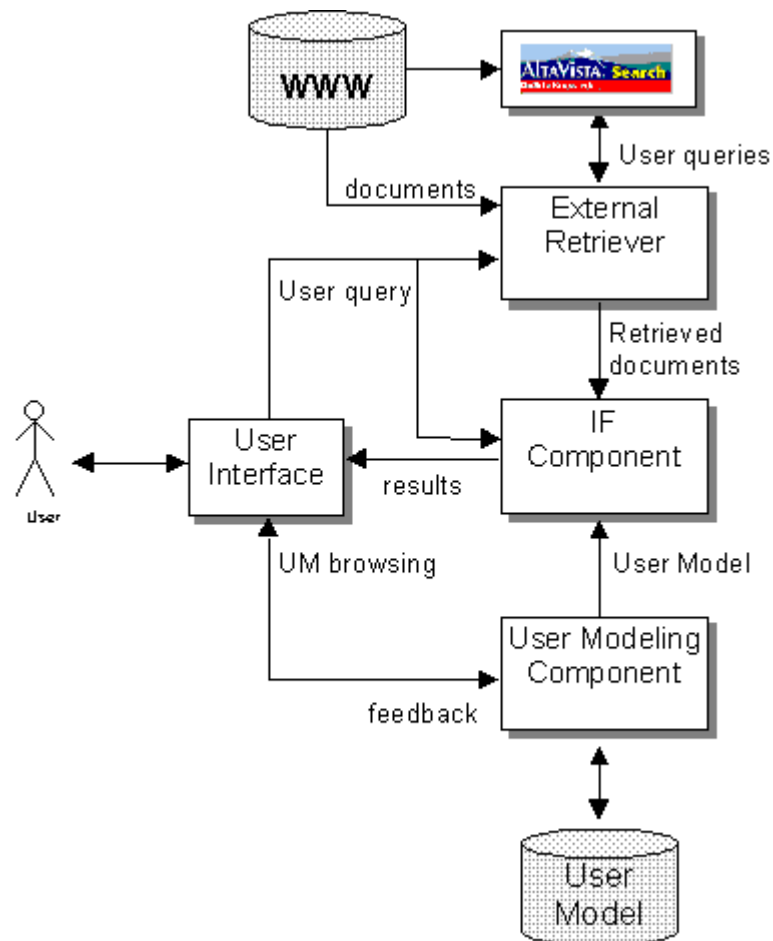 WWW
ALTAVISTA Search
User queries
documents
External
Retriever
User query
Retrieved
documents
IF
Component
User
Interface
results
User
UM browsing
User Model
User Modeling
Component
feedback
User
Model